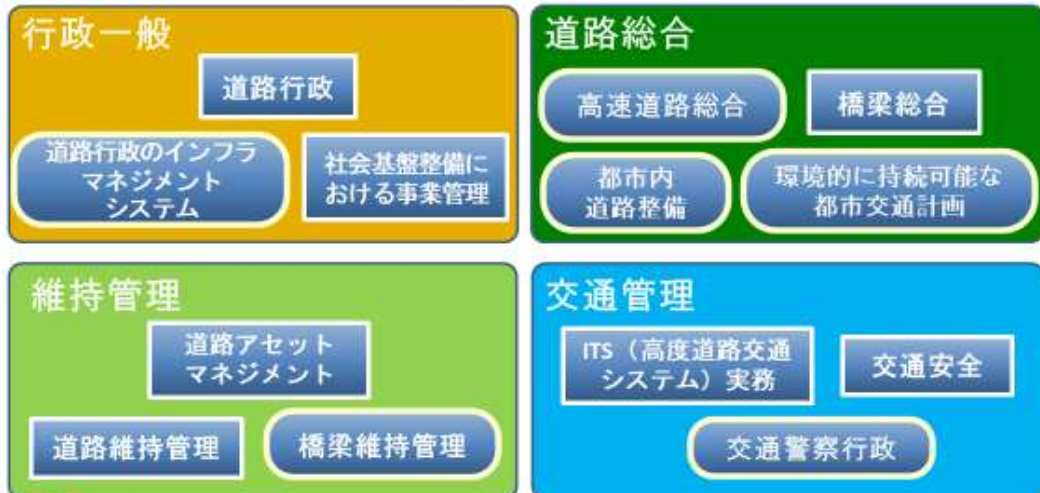 行政一般
道路行政
道路行政のインフラ
マネジメント
システム
社会基盤整備に
おける事業管理
道路総合
高速道路総合
橋梁総合
都市内
道路整備
環境的に持続可能な
都市交通計画
維持管理
道路アセット
マネジメント
道路維持管理
橋梁維持管理
交通管理
ITS（高度道路交通
システム）実務
交通安全
交通警察行政